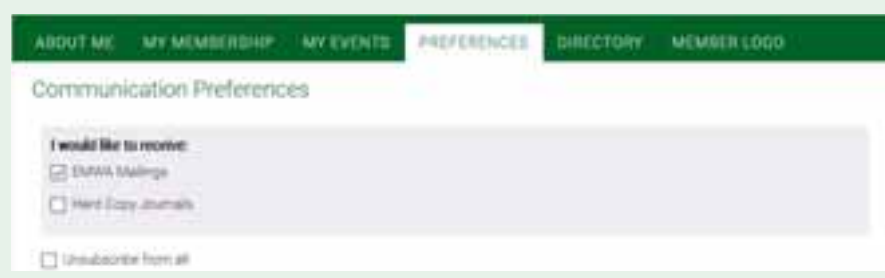 ABOUT ME MY MEMBERSHIP MY EVENTS PREFERENCES DIRECTORY MEMBER LOGO
Communication Preferences
I would like to receive:
EMWA Mailings
Hard Copy Journals
Unsubscribe from all